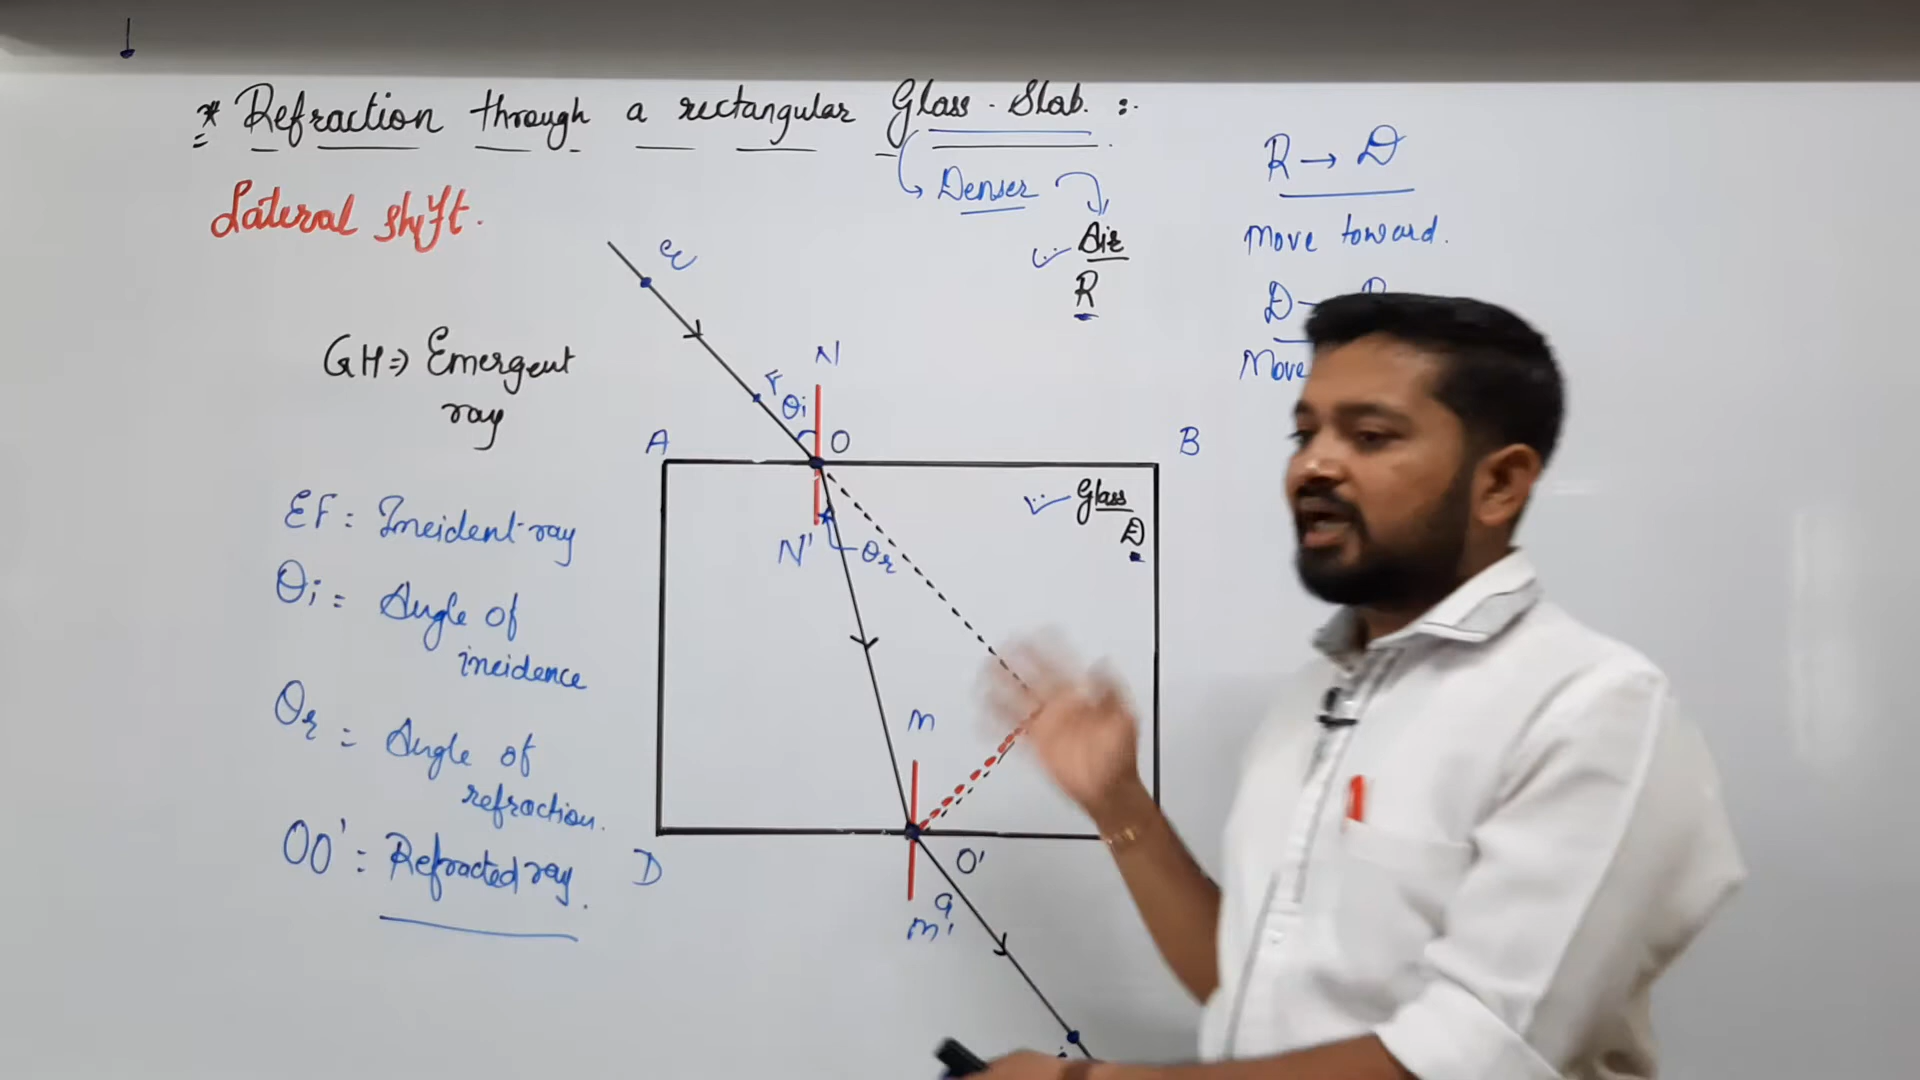 * Refraction through a rectangular Glass Slab :-
Lateral shift.
Denser
Air
R
R → D
Move toward.
D
Move
E
F
θi
N
O
A
B
GH => Emergent
ray
Glass
D
N'
θr
EF = Incident ray
θi = Angle of
incidence
θr = Angle of
refraction.
OO' = Refracted ray.
M
D
O'
G
M'